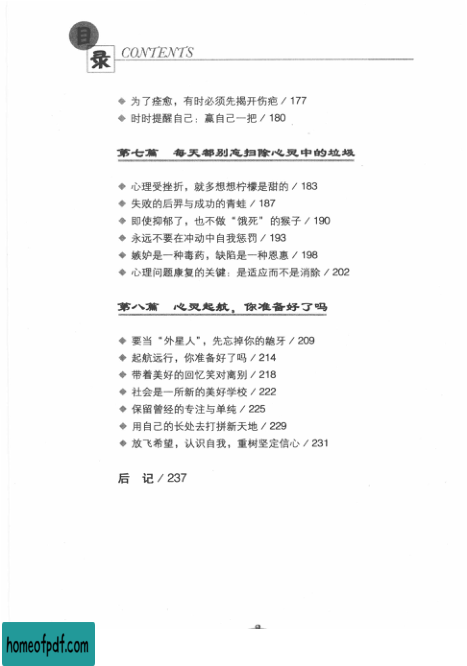 目
录 CONTENTS
◆ 为了痊愈，有时必须先揭开伤疤 / 177
◆ 时时提醒自己：赢自己一把 / 180
第七篇 每天都别忘扫除心灵中的垃圾
◆ 心理受挫折，就多想想柠檬是甜的 / 183
◆ 失败的后羿与成功的青蛙 / 187
◆ 即使抑郁了，也不做“饿死”的猴子 / 190
◆ 永远不要在冲动中自我惩罚 / 193
◆ 嫉妒是一种毒药，缺陷是一种恩惠 / 198
◆ 心理问题康复的关键：是适应而不是消除 / 202
第八篇 心灵起航，你准备好了吗
◆ 要当“外星人”，先忘掉你的龅牙 / 209
◆ 起航远行，你准备好了吗 / 214
◆ 带着美好的回忆笑对离别 / 218
◆ 社会是一所新的美好学校 / 222
◆ 保留曾经的专注与单纯 / 225
◆ 用自己的长处去打拼新天地 / 229
◆ 放飞希望，认识自我，重树坚定信心 / 231
后 记 / 237
homeofpdf.com